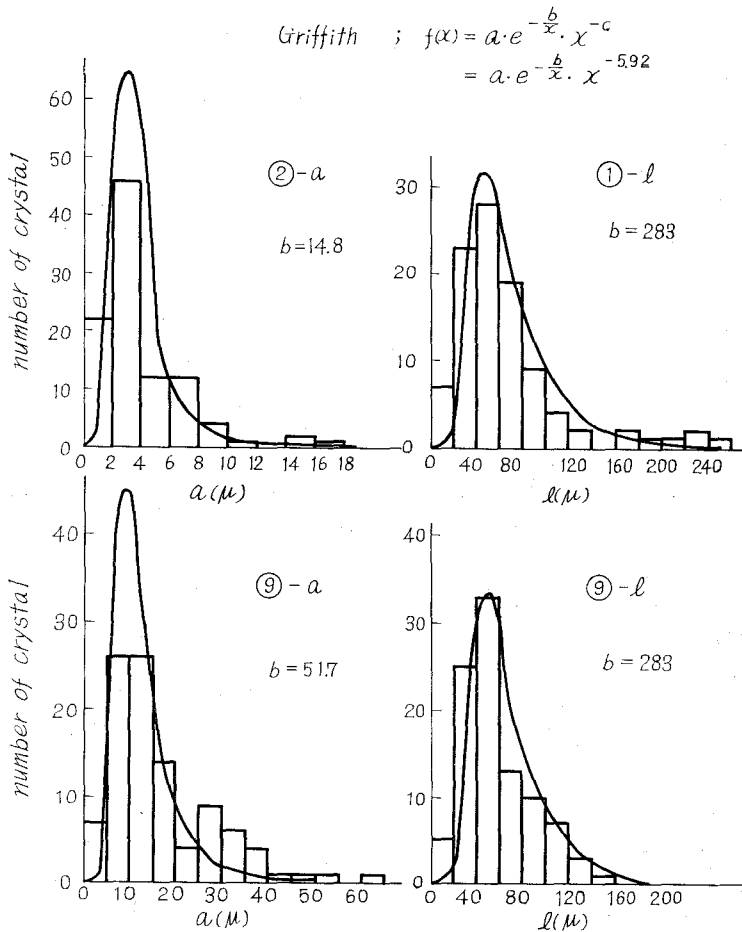 Griffith ; f(x) = a·e^{-b/x}·x^{-c}
= a·e^{-b/x}·x^{-5.92}
number of crystal
60
50
40
30
20
10
0
②-a
b=14.8
0 2 4 6 8 10 12 14 16 18
a(μ)
30
20
10
0
①-ℓ
b=283
0 40 80 120 160 200 240
ℓ(μ)
number of crystal
40
30
20
10
0
⑨-a
b=51.7
0 10 20 30 40 50 60
a(μ)
40
30
20
10
0
⑨-ℓ
b=283
0 40 80 120 160 200
ℓ(μ)